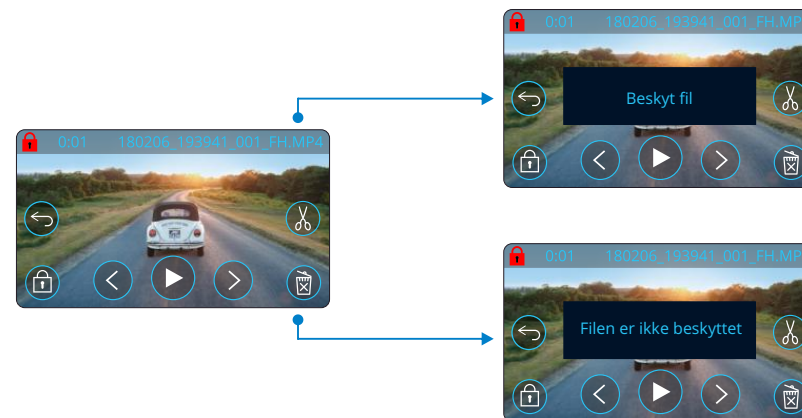 0:01 180206_193941_001_FH.MP4
0:01 180206_193941_001_FH.MP
Beskyt fil
0:01 180206_193941_001_FH.MP
Filen er ikke beskyttet